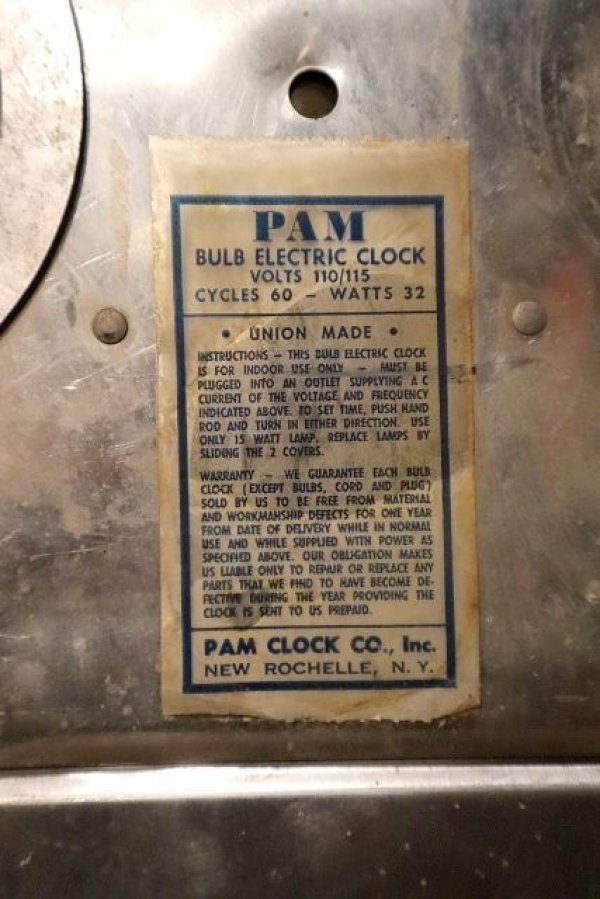 PAM
BULB ELECTRIC CLOCK
VOLTS 110/115
CYCLES 60 – WATTS 32
• UNION MADE •
INSTRUCTIONS – THIS BULB ELECTRIC CLOCK
IS FOR INDOOR USE ONLY – MUST BE
PLUGGED INTO AN OUTLET SUPPLYING A C
CURRENT OF THE VOLTAGE AND FREQUENCY
INDICATED ABOVE. TO SET TIME, PUSH HAND
ROD AND TURN IN EITHER DIRECTION. USE
ONLY 15 WATT LAMP. REPLACE LAMPS BY
SLIDING THE 2 COVERS.
WARRANTY – WE GUARANTEE EACH BULB
CLOCK (EXCEPT BULBS, CORD AND PLUG)
SOLD BY US TO BE FREE FROM MATERIAL
AND WORKMANSHIP DEFECTS FOR ONE YEAR
FROM DATE OF DELIVERY WHILE IN NORMAL
USE AND WHILE SUPPLIED WITH POWER AS
SPECIFIED ABOVE. OUR OBLIGATION MAKES
US LIABLE ONLY TO REPAIR OR REPLACE ANY
PARTS THAT WE FIND TO HAVE BECOME DE-
FECTIVE DURING THE YEAR PROVIDING THE
CLOCK IS SENT TO US PREPAID.
PAM CLOCK CO., Inc.
NEW ROCHELLE, N. Y.